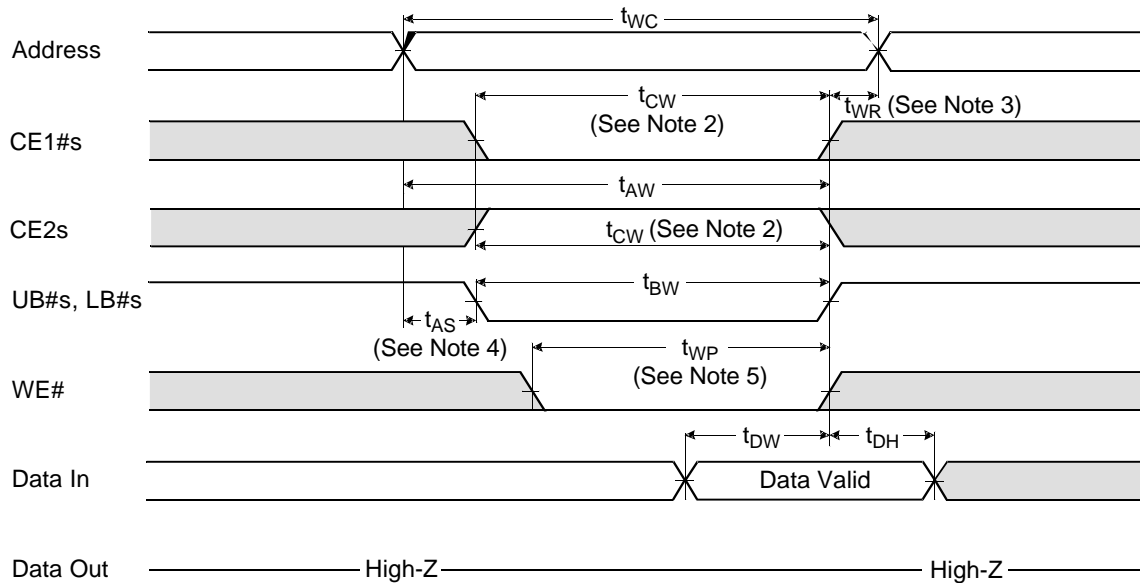 tWC
Address
tCW
(See Note 2)
tWR (See Note 3)
CE1#s
tAW
CE2s
tCW (See Note 2)
tBW
UB#s, LB#s
tAS
(See Note 4)
tWP
(See Note 5)
WE#
tDW
tDH
Data In
Data Valid
Data Out
High-Z
High-Z